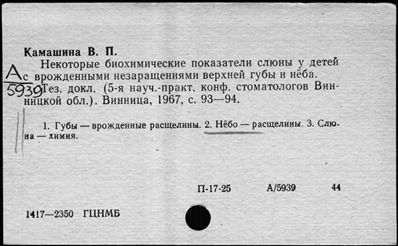 Камашина В. П.
Некоторые биохимические показатели слюны у детей
А с врожденными незаращениями верхней губы и нёба.
5939 Тез. докл. (5-я науч.-практ. конф. стоматологов Вин-
ницкой обл.). Винница, 1967, с. 93—94.
1. Губы — врожденные расщелины. 2. Нёбо — расщелины. 3. Слю-
на — химия.
П-17-25 А/5939 44
1417—2350 ГЦНМБ